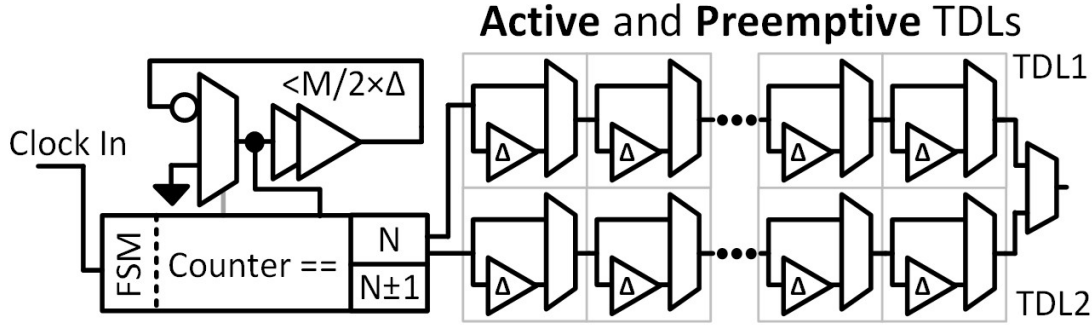 Active and Preemptive TDLs
<M/2×Δ
TDL1
Clock In
Δ
Δ
Δ
Δ
FSM
Counter ==
N
N±1
Δ
Δ
Δ
Δ
TDL2